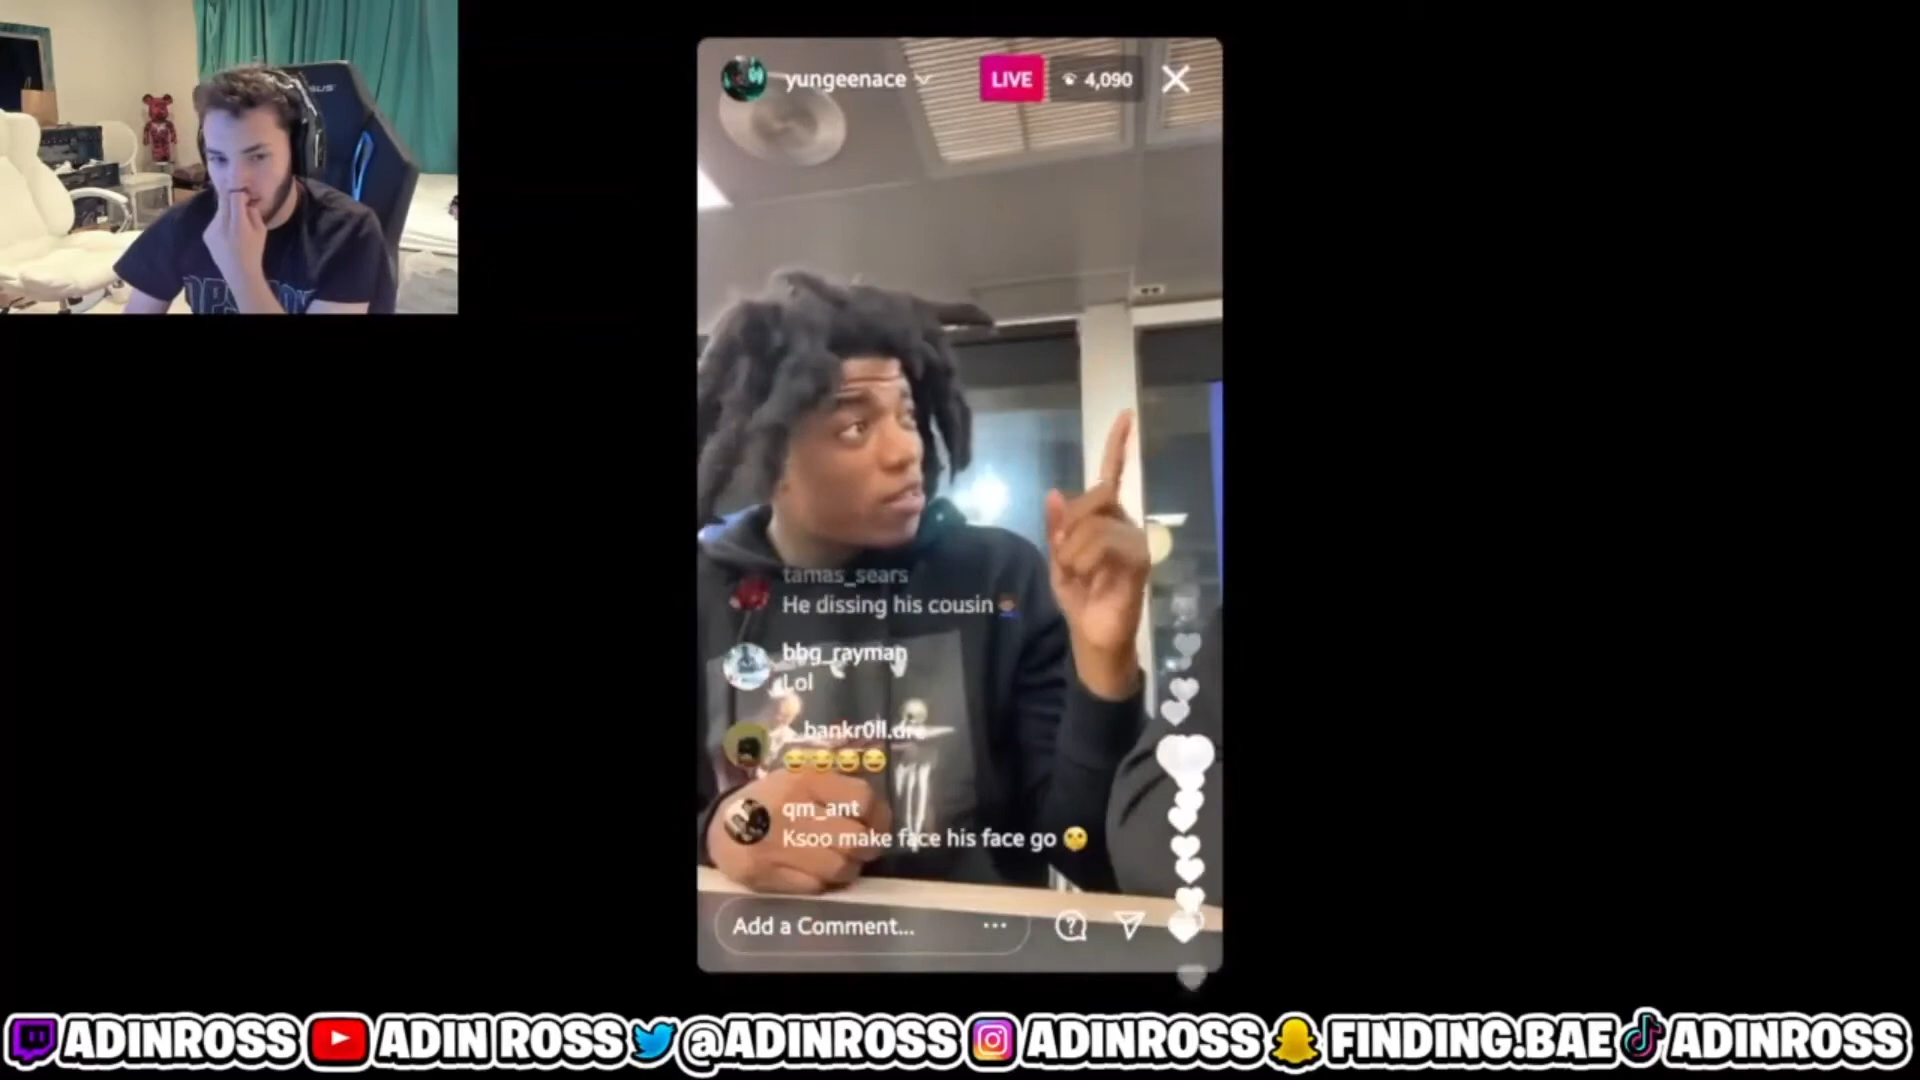 yungeenace
LIVE
4,090
tamas_sears
He dissing his cousin
bbg_rayman
Lol
qm_ant
Ksoo make face his face go
Add a Comment...
ADINROSS ADIN ROSS @ADINROSS ADINROSS FINDING.BAE ADINROSS